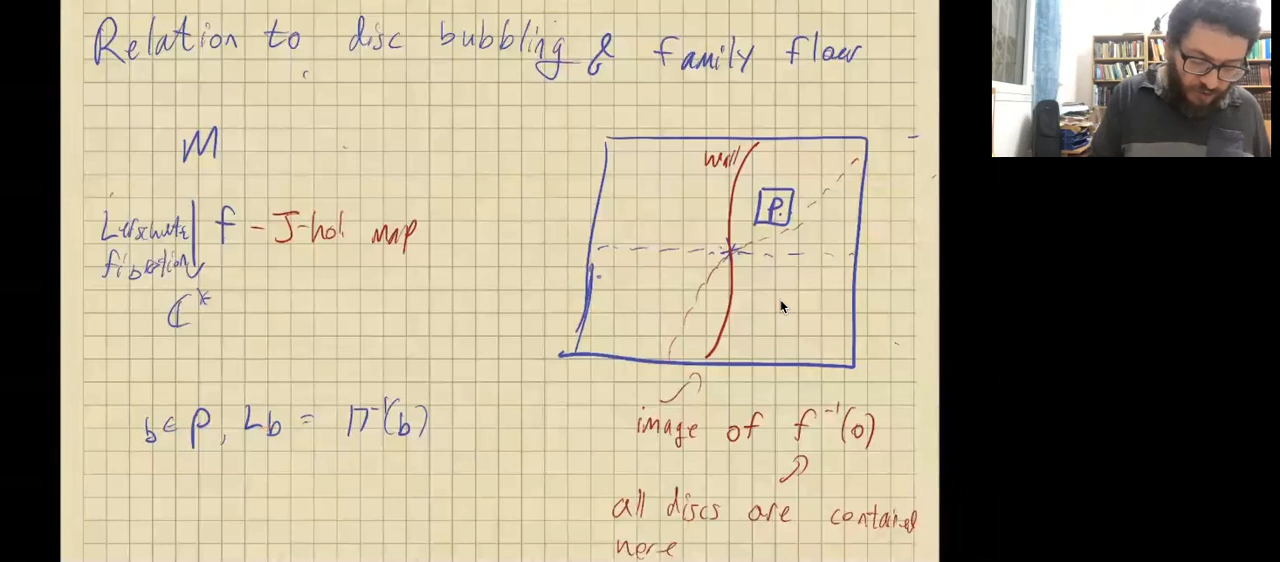 Relation to disc bubbling & family floer
M
Lefschetz f - J-hol map
fibration
ℂ*
b ∈ P, L_b = π⁻¹(b)
wall
P
image of f⁻¹(0)
all discs are contained
here